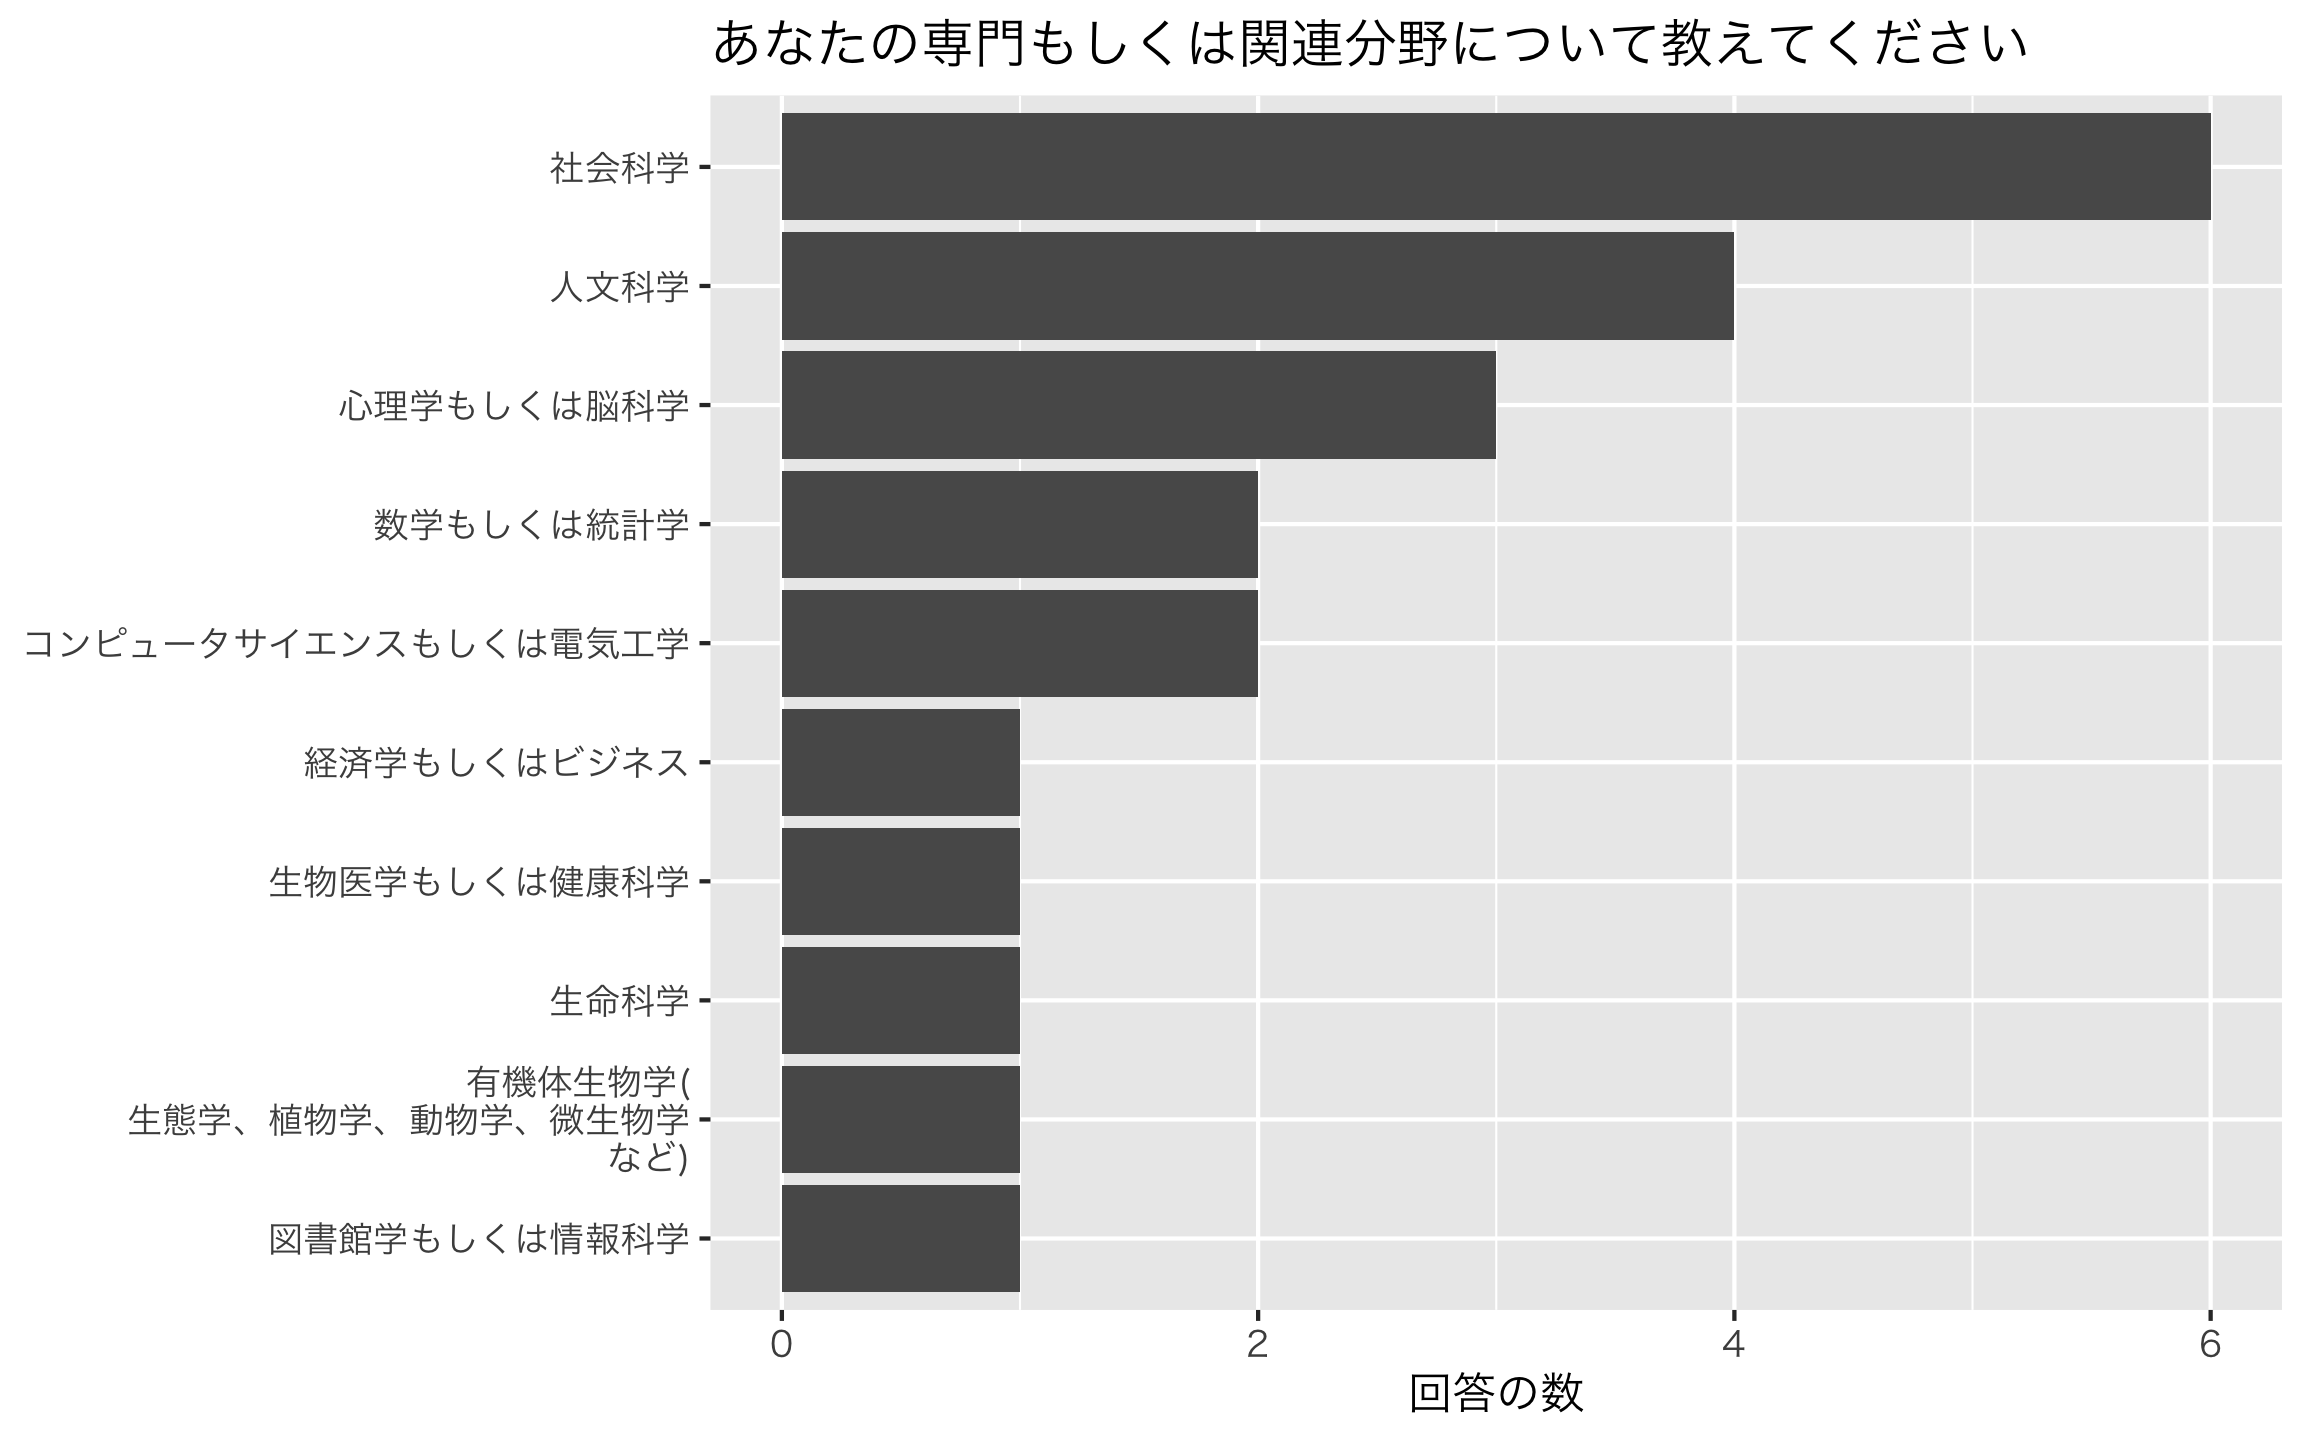 あなたの専門もしくは関連分野について教えてください
社会科学
人文科学
心理学もしくは脳科学
数学もしくは統計学
コンピュータサイエンスもしくは電気工学
経済学もしくはビジネス
生物医学もしくは健康科学
生命科学
有機体生物学(
生態学、植物学、動物学、微生物学
など)
図書館学もしくは情報科学
0 2 4 6
回答の数